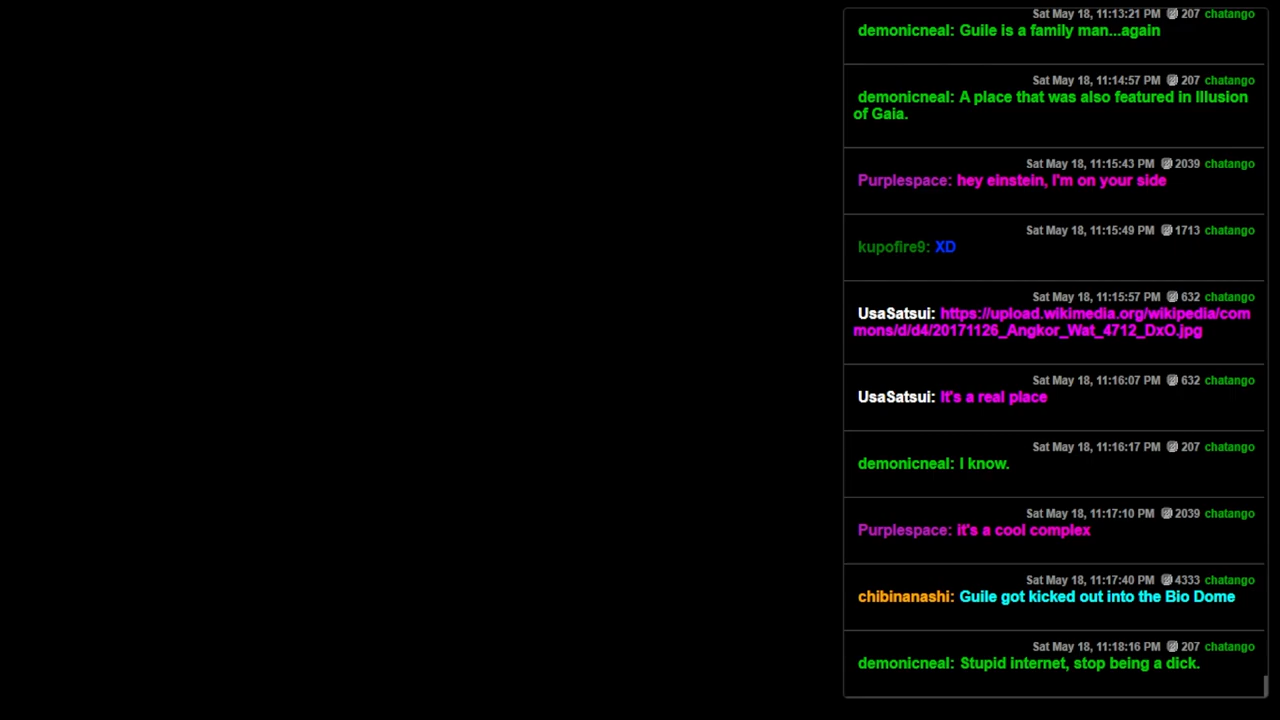 Sat May 18, 11:13:21 PM 207 chatango
demonicneal: Guile is a family man...again
Sat May 18, 11:14:57 PM 207 chatango
demonicneal: A place that was also featured in Illusion
of Gaia.
Sat May 18, 11:15:43 PM 2039 chatango
Purplespace: hey einstein, I'm on your side
Sat May 18, 11:15:49 PM 1713 chatango
kupofire9: XD
Sat May 18, 11:15:57 PM 632 chatango
UsaSatsui: https://upload.wikimedia.org/wikipedia/com
mons/d/d4/20171126_Angkor_Wat_4712_DxO.jpg
Sat May 18, 11:16:07 PM 632 chatango
UsaSatsui: It's a real place
Sat May 18, 11:16:17 PM 207 chatango
demonicneal: I know.
Sat May 18, 11:17:10 PM 2039 chatango
Purplespace: it's a cool complex
Sat May 18, 11:17:40 PM 4333 chatango
chibinanashi: Guile got kicked out into the Bio Dome
Sat May 18, 11:18:16 PM 207 chatango
demonicneal: Stupid internet, stop being a dick.